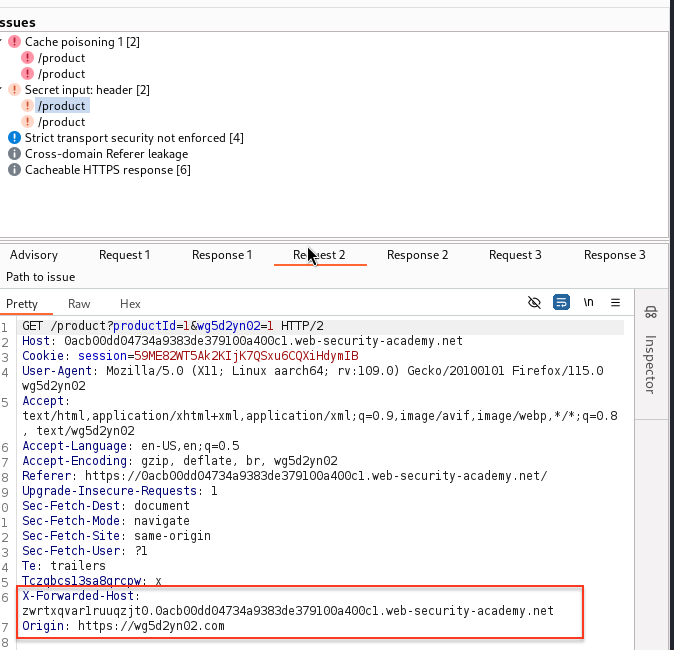 ssues
Cache poisoning 1 [2]
/product
/product
Secret input: header [2]
/product
/product
Strict transport security not enforced [4]
Cross-domain Referer leakage
Cacheable HTTPS response [6]
Advisory Request 1 Response 1 Request 2 Response 2 Request 3 Response 3
Path to issue
Pretty Raw Hex \n
1 GET /product?productId=1&wg5d2yn02=1 HTTP/2
2 Host: 0acb00dd04734a9383de379100a400c1.web-security-academy.net
3 Cookie: session=59ME82WT5Ak2KIjK7QSxu6CQXiHdymIB
4 User-Agent: Mozilla/5.0 (X11; Linux aarch64; rv:109.0) Gecko/20100101 Firefox/115.0
wg5d2yn02
5 Accept:
text/html,application/xhtml+xml,application/xml;q=0.9,image/avif,image/webp,*/*;q=0.8
, text/wg5d2yn02
6 Accept-Language: en-US,en;q=0.5
7 Accept-Encoding: gzip, deflate, br, wg5d2yn02
8 Referer: https://0acb00dd04734a9383de379100a400c1.web-security-academy.net/
9 Upgrade-Insecure-Requests: 1
0 Sec-Fetch-Dest: document
1 Sec-Fetch-Mode: navigate
2 Sec-Fetch-Site: same-origin
3 Sec-Fetch-User: ?1
4 Te: trailers
5 Tczqbcsl3sa8grcpw: x
6 X-Forwarded-Host:
zwrtxqvar1ruuqzjt0.0acb00dd04734a9383de379100a400c1.web-security-academy.net
7 Origin: https://wg5d2yn02.com
8
Inspector